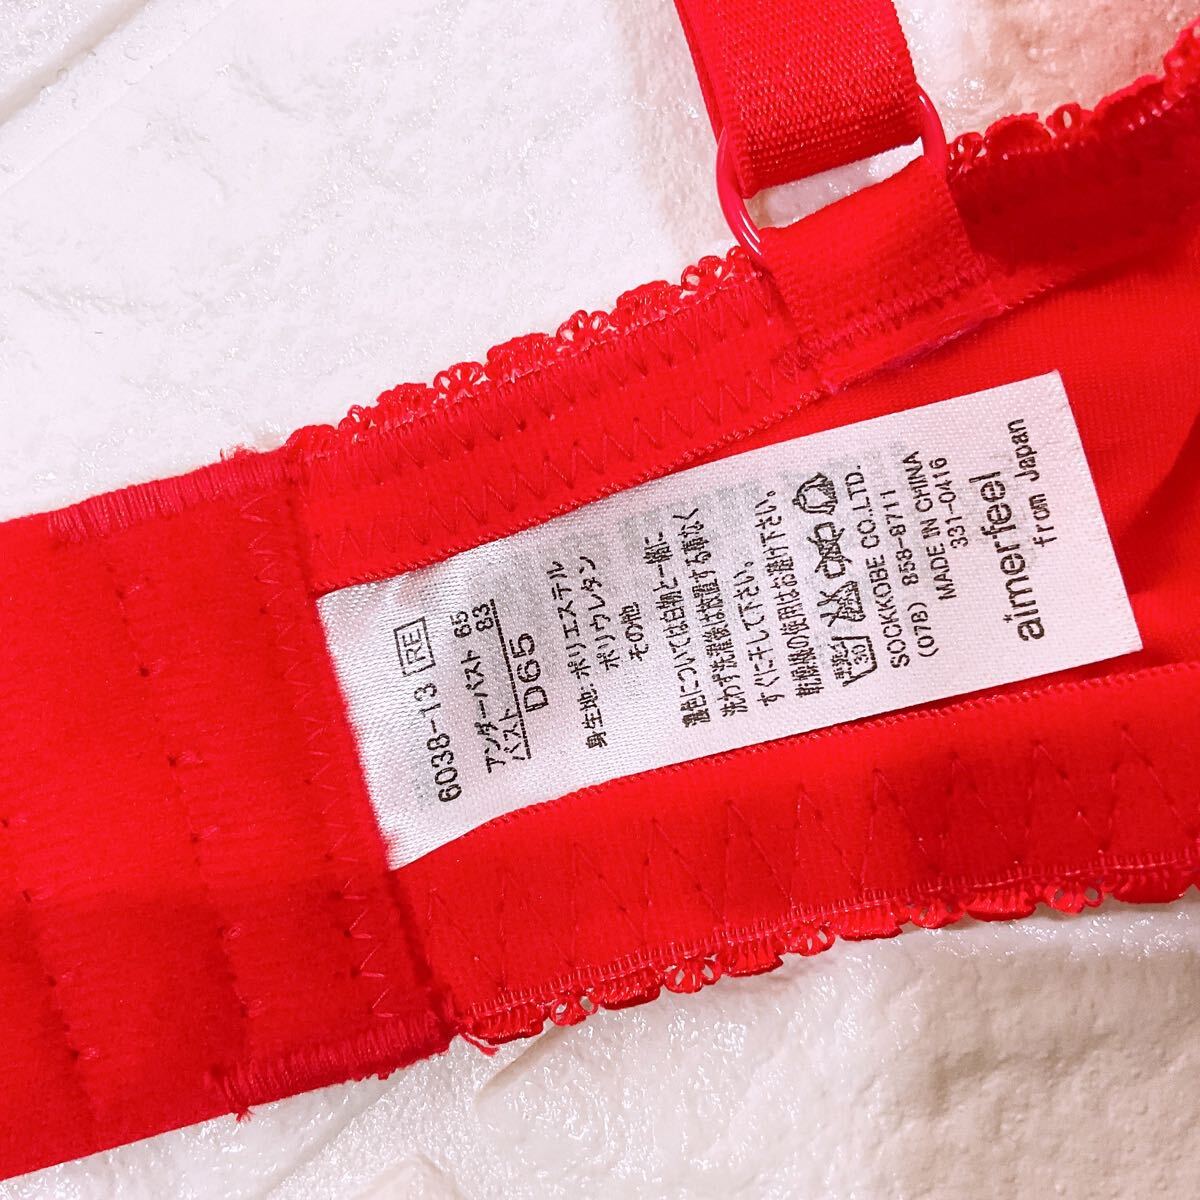 6038-13 RE
アンダーバスト 65
バスト 83
D65
身生地:ポリエステル
ポリウレタン
その他
濃色については白物と一緒に
洗わず洗濯後は放置する事なく
すぐに干して下さい。
乾燥機の使用はお避け下さい。
SOCKKOBE CO.,LTD.
(078) 858-8711
MADE IN CHINA
331-0416
aimerfeel
from Japan